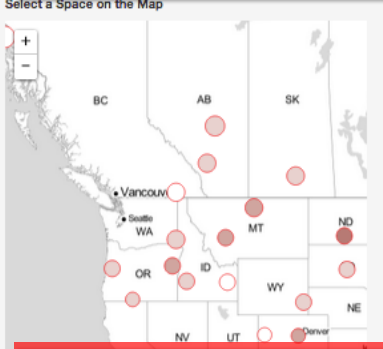 Select a Space on the Map
+
−
BC
AB
SK
Vancouv
Seattle
WA
MT
ND
OR
ID
WY
NE
NV
UT
Denver